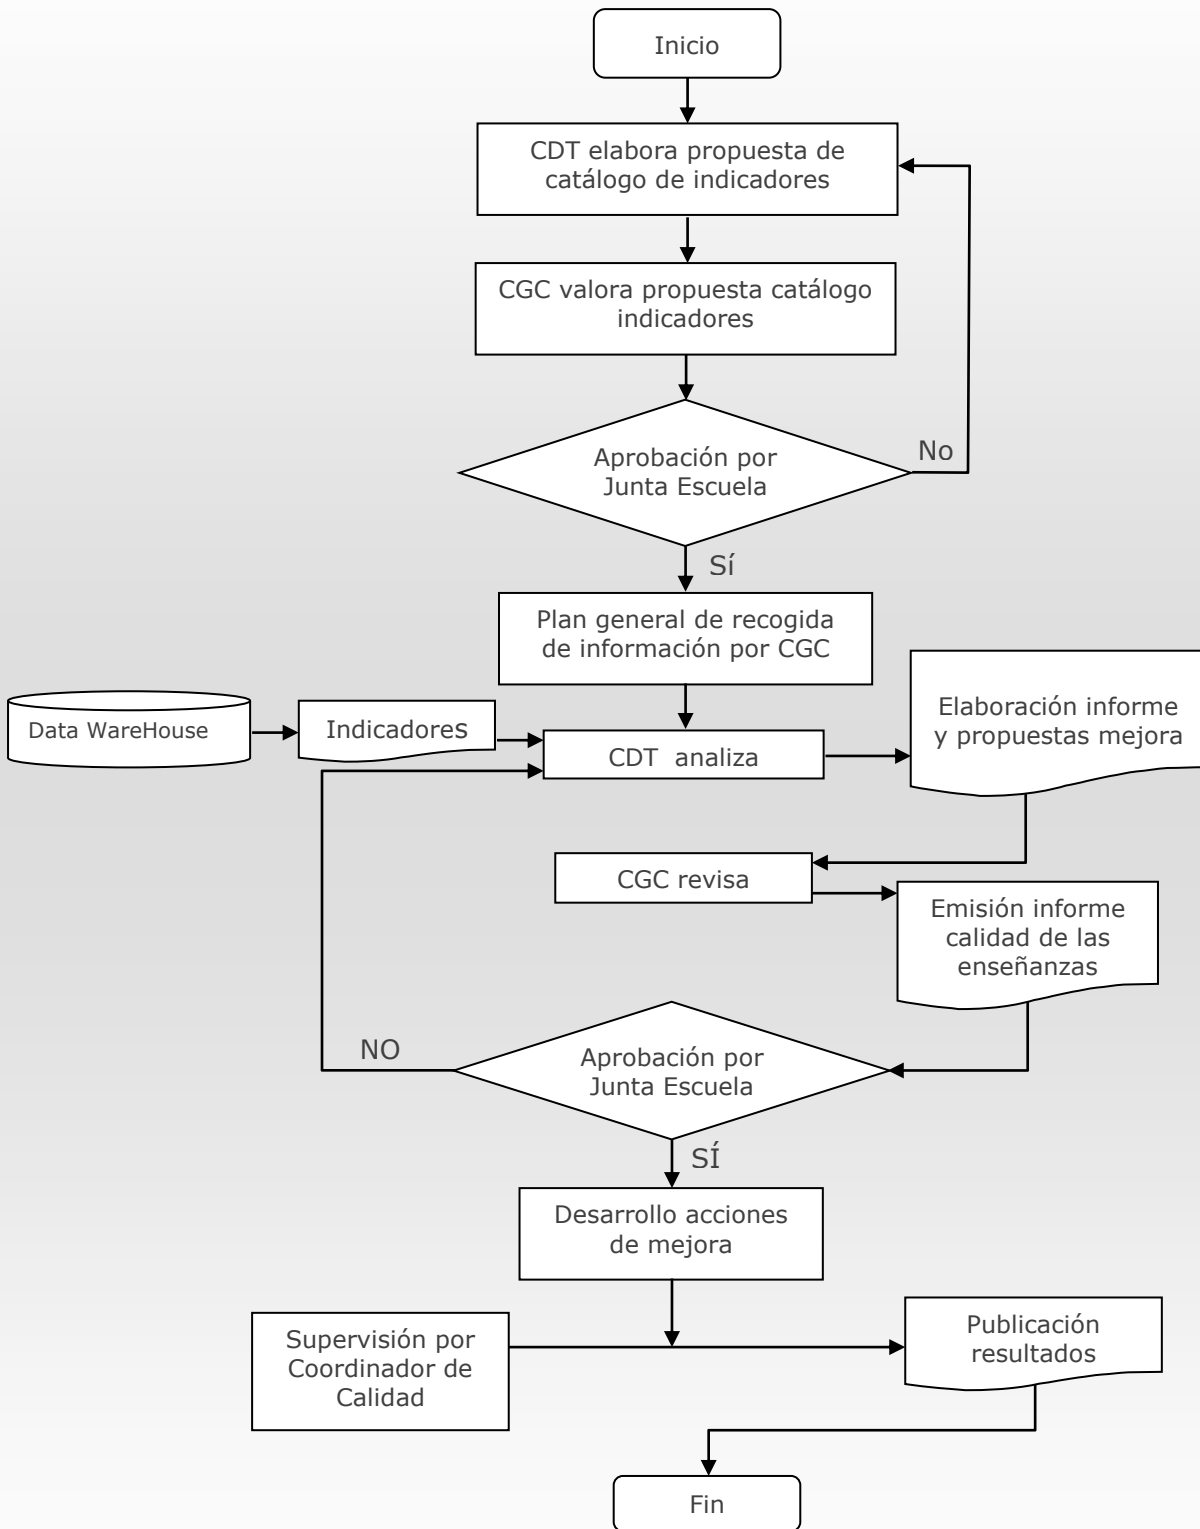 Inicio
CDT elabora propuesta de
catálogo de indicadores
CGC valora propuesta catálogo
indicadores
Aprobación por
Junta Escuela
No
Sí
Plan general de recogida
de información por CGC
Data WareHouse
Indicadores
CDT analiza
Elaboración informe
y propuestas mejora
CGC revisa
Emisión informe
calidad de las
enseñanzas
NO
Aprobación por
Junta Escuela
SÍ
Desarrollo acciones
de mejora
Supervisión por
Coordinador de
Calidad
Publicación
resultados
Fin